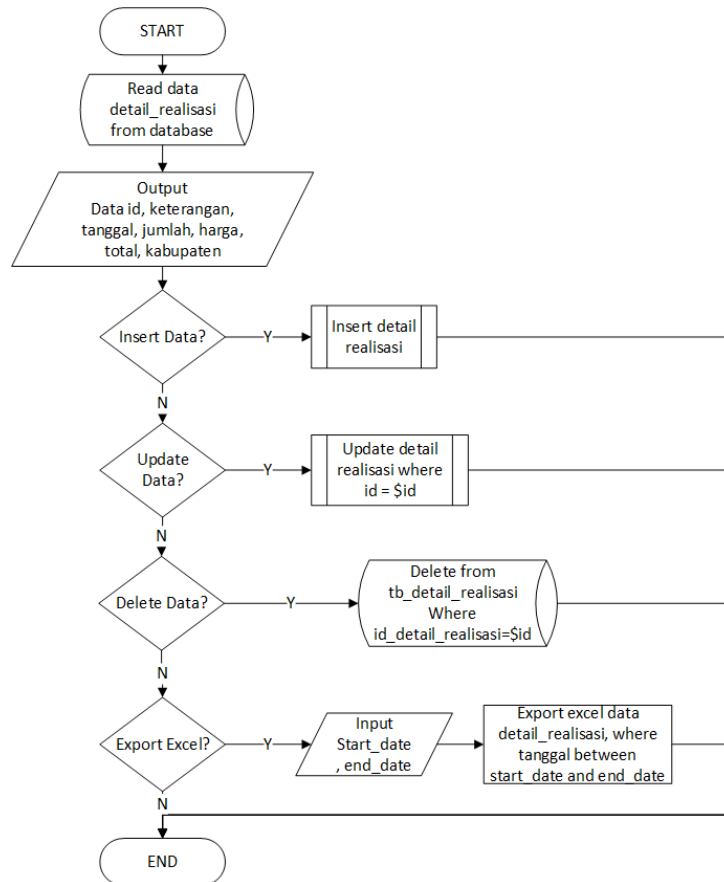 START
Read data
detail_realisasi
from database
Output
Data id, keterangan,
tanggal, jumlah, harga,
total, kabupaten
Insert Data?
Y
Insert detail
realisasi
N
Update
Data?
Y
Update detail
realisasi where
id = $id
N
Delete Data?
Y
Delete from
tb_detail_realisasi
Where
id_detail_realisasi=$id
N
Export Excel?
Y
Input
Start_date
, end_date
Export excel data
detail_realisasi, where
tanggal between
start_date and end_date
N
END